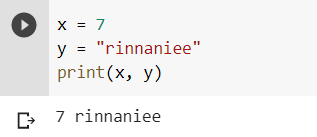 x = 7
y = "rinnaniee"
print(x, y)
7 rinnaniee